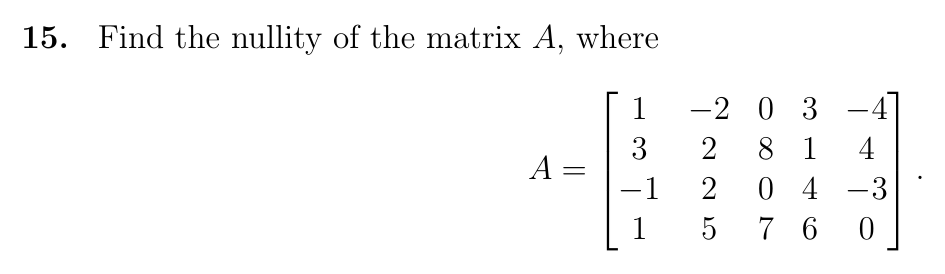 15. Find the nullity of the matrix A, where
A = [
1 −2 0 3 −4
3 2 8 1 4
−1 2 0 4 −3
1 5 7 6 0
] .